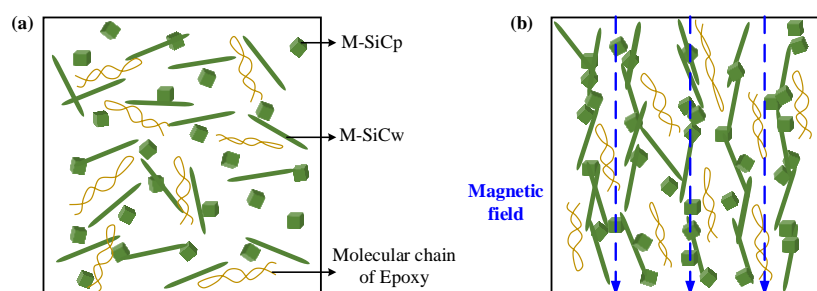 (a)
M-SiCp
M-SiCw
Molecular chain
of Epoxy
(b)
Magnetic
field